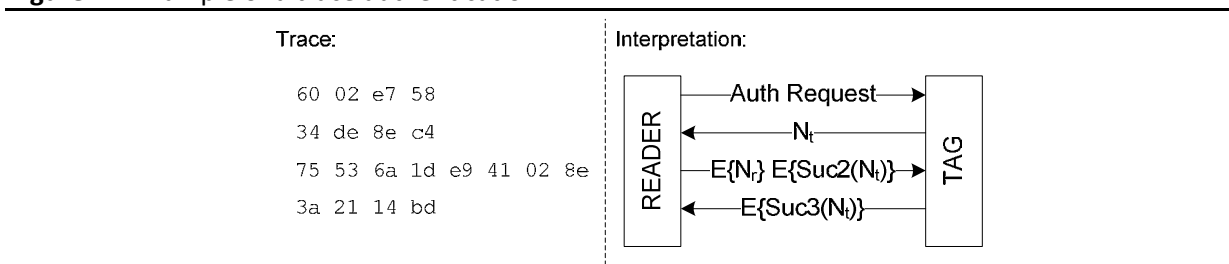 Trace:
60 02 e7 58
34 de 8e c4
75 53 6a 1d e9 41 02 8e
3a 21 14 bd
Interpretation:
READER
Auth Request
Nt
E{Nr} E{Suc2(Nt)}
E{Suc3(Nt)}
TAG